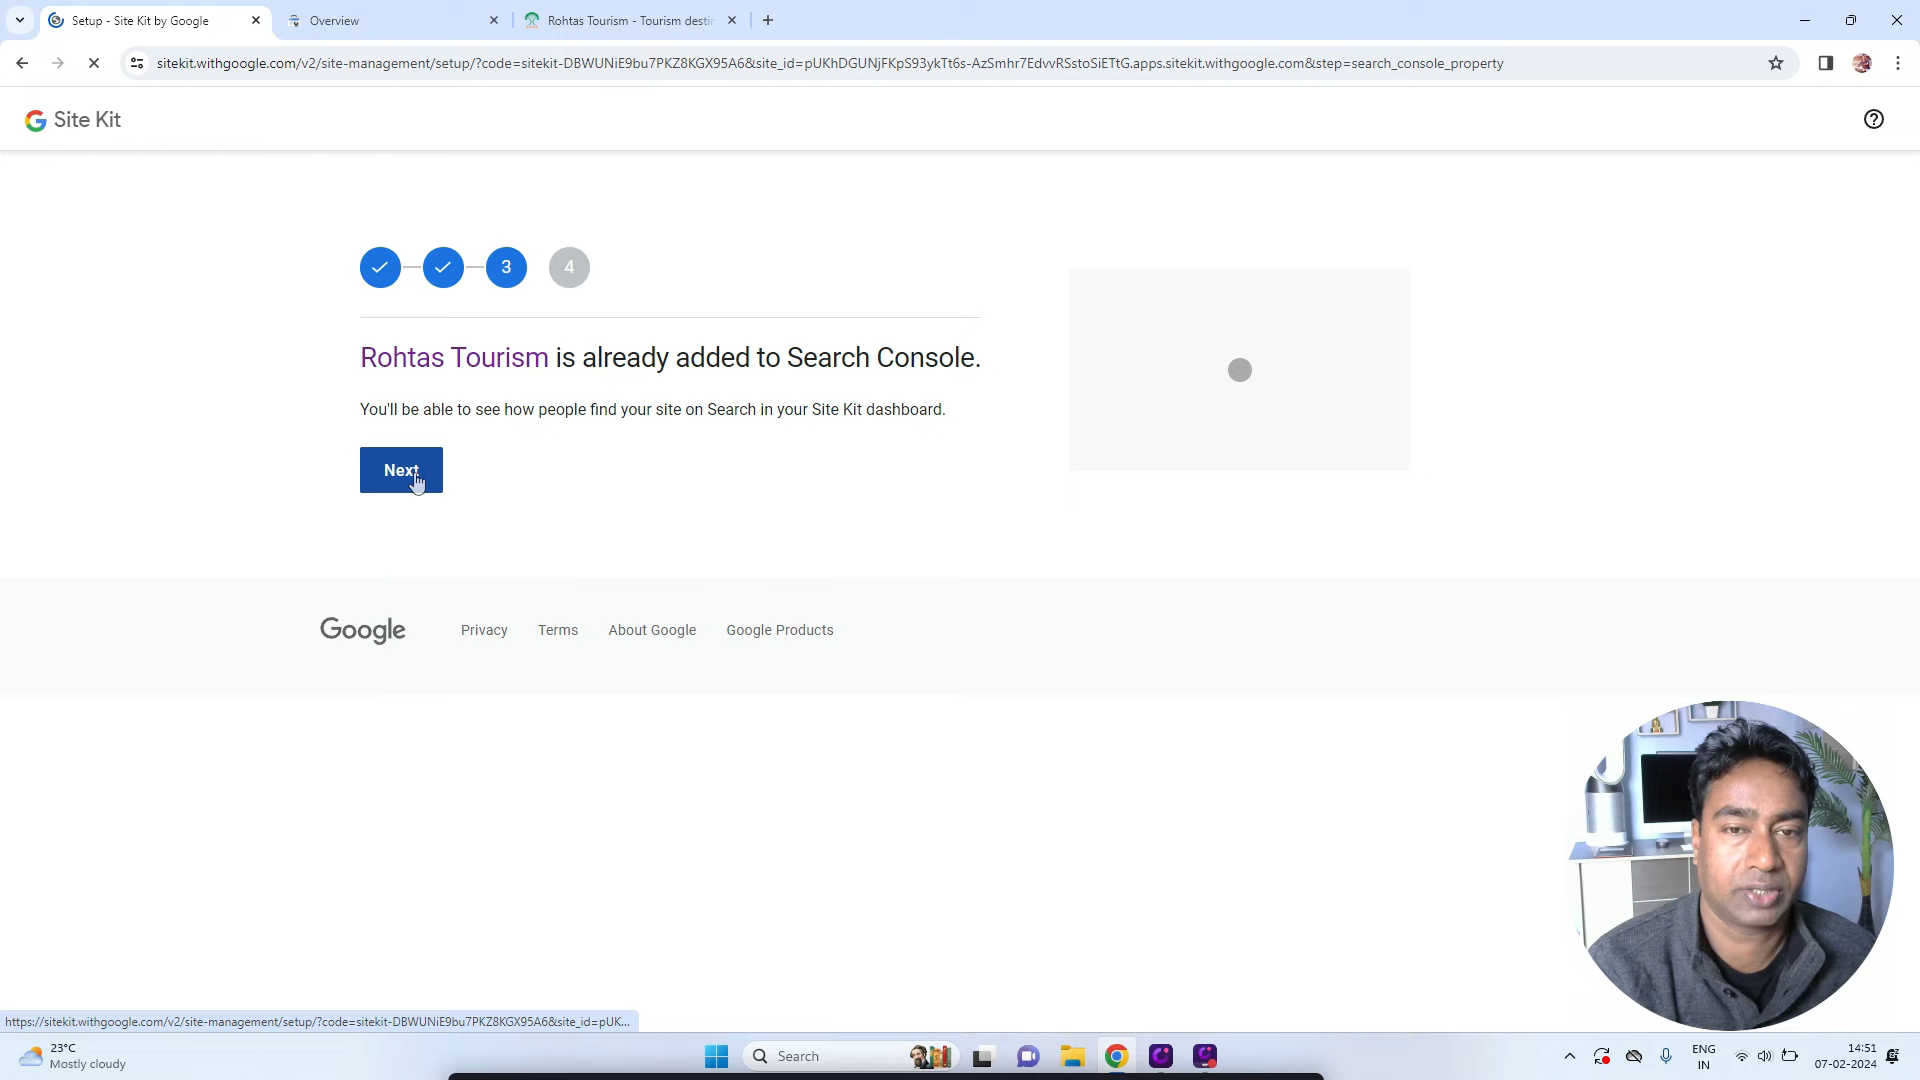 Setup - Site Kit by Google
Overview
Rohtas Tourism - Tourism destin
sitekit.withgoogle.com/v2/site-management/setup/?code=sitekit-DBWUNiE9bu7PKZ8KGX95A6&site_id=pUKhDGUNjFKpS93ykTt6s-AzSmhr7EdvvRSstoSiETtG.apps.sitekit.withgoogle.com&step=search_console_property
Site Kit
3
4
Rohtas Tourism is already added to Search Console.
You'll be able to see how people find your site on Search in your Site Kit dashboard.
Next
Google
Privacy
Terms
About Google
Google Products
https://sitekit.withgoogle.com/v2/site-management/setup/?code=sitekit-DBWUNiE9bu7PKZ8KGX95A6&site_id=pUK...
23°C
Mostly cloudy
Search
ENG
IN
14:51
07-02-2024